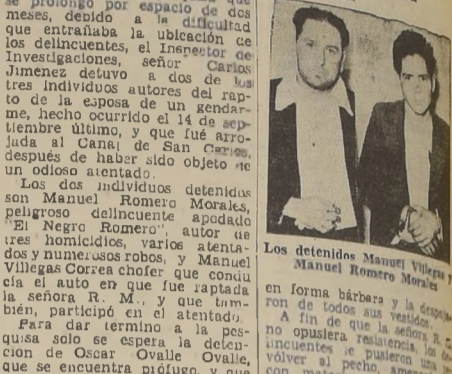 se prolongó por espacio de dos
meses, debido a la dificultad
que entrañaba la ubicación de
los delincuentes, el Inspector de
Investigaciones, señor Carlos
Jimenez detuvo a dos de los
tres individuos autores del rap-
to de la esposa de un gendar-
me, hecho ocurrido el 14 de sep-
tiembre último, y que fué arro-
jada al Canal de San Carlos,
después de haber sido objeto de
un odioso atentado.
Los dos individuos detenidos
son Manuel Romero Morales,
peligroso delincuente apodado
"El Negro Romero", autor de
tres homicidios, varios atenta-
dos y numerosos robos, y Manuel
Villegas Correa chofer que condu
cía el auto en que fue raptada
la señora R. M., y que tam-
bién, participó en el atentado.
Para dar termino a la pes-
quisa solo se espera la deten-
cion de Oscar Ovalle Ovalle,
que se encuentra prófugo, y que
Los detenidos Manuel Villegas
Manuel Romero Morales
en forma bárbara y la
ron de todos sus vestidos.
A fin de que la señora R.
no opusiera resistencia, los
lincuentes le pusieron un
vólver al pecho,
con